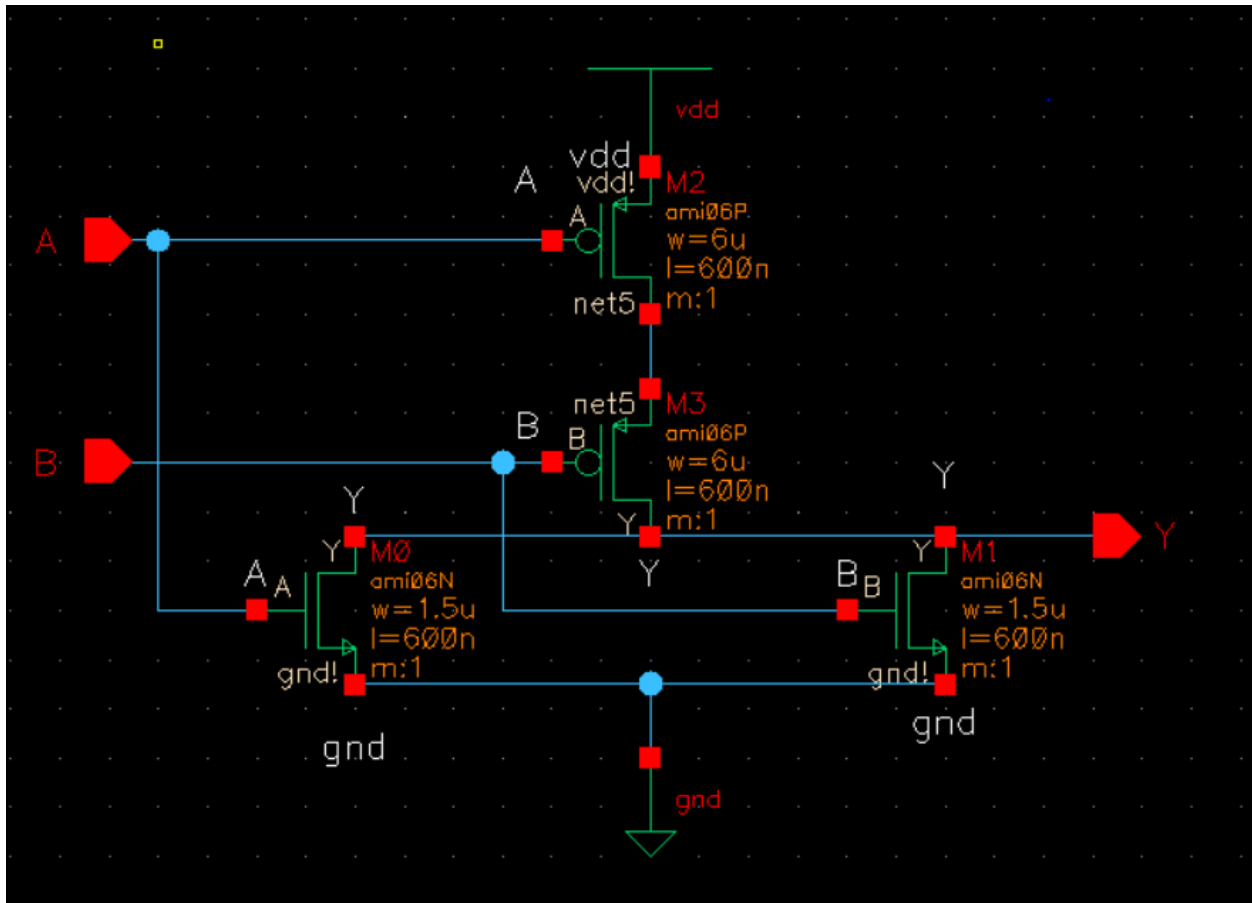 vdd
vdd
vdd!
A
M2
A
ami06P
w=6u
l=600n
m:1
A
net5
net5
M3
B
B
ami06P
w=6u
l=600n
m:1
B
Y
Y
Y
Y
M0
ami06N
w=1.5u
l=600n
m:1
A
A
gnd!
gnd
Y
Y
Y
M1
ami06N
w=1.5u
l=600n
m:1
B
B
gnd!
gnd
gnd